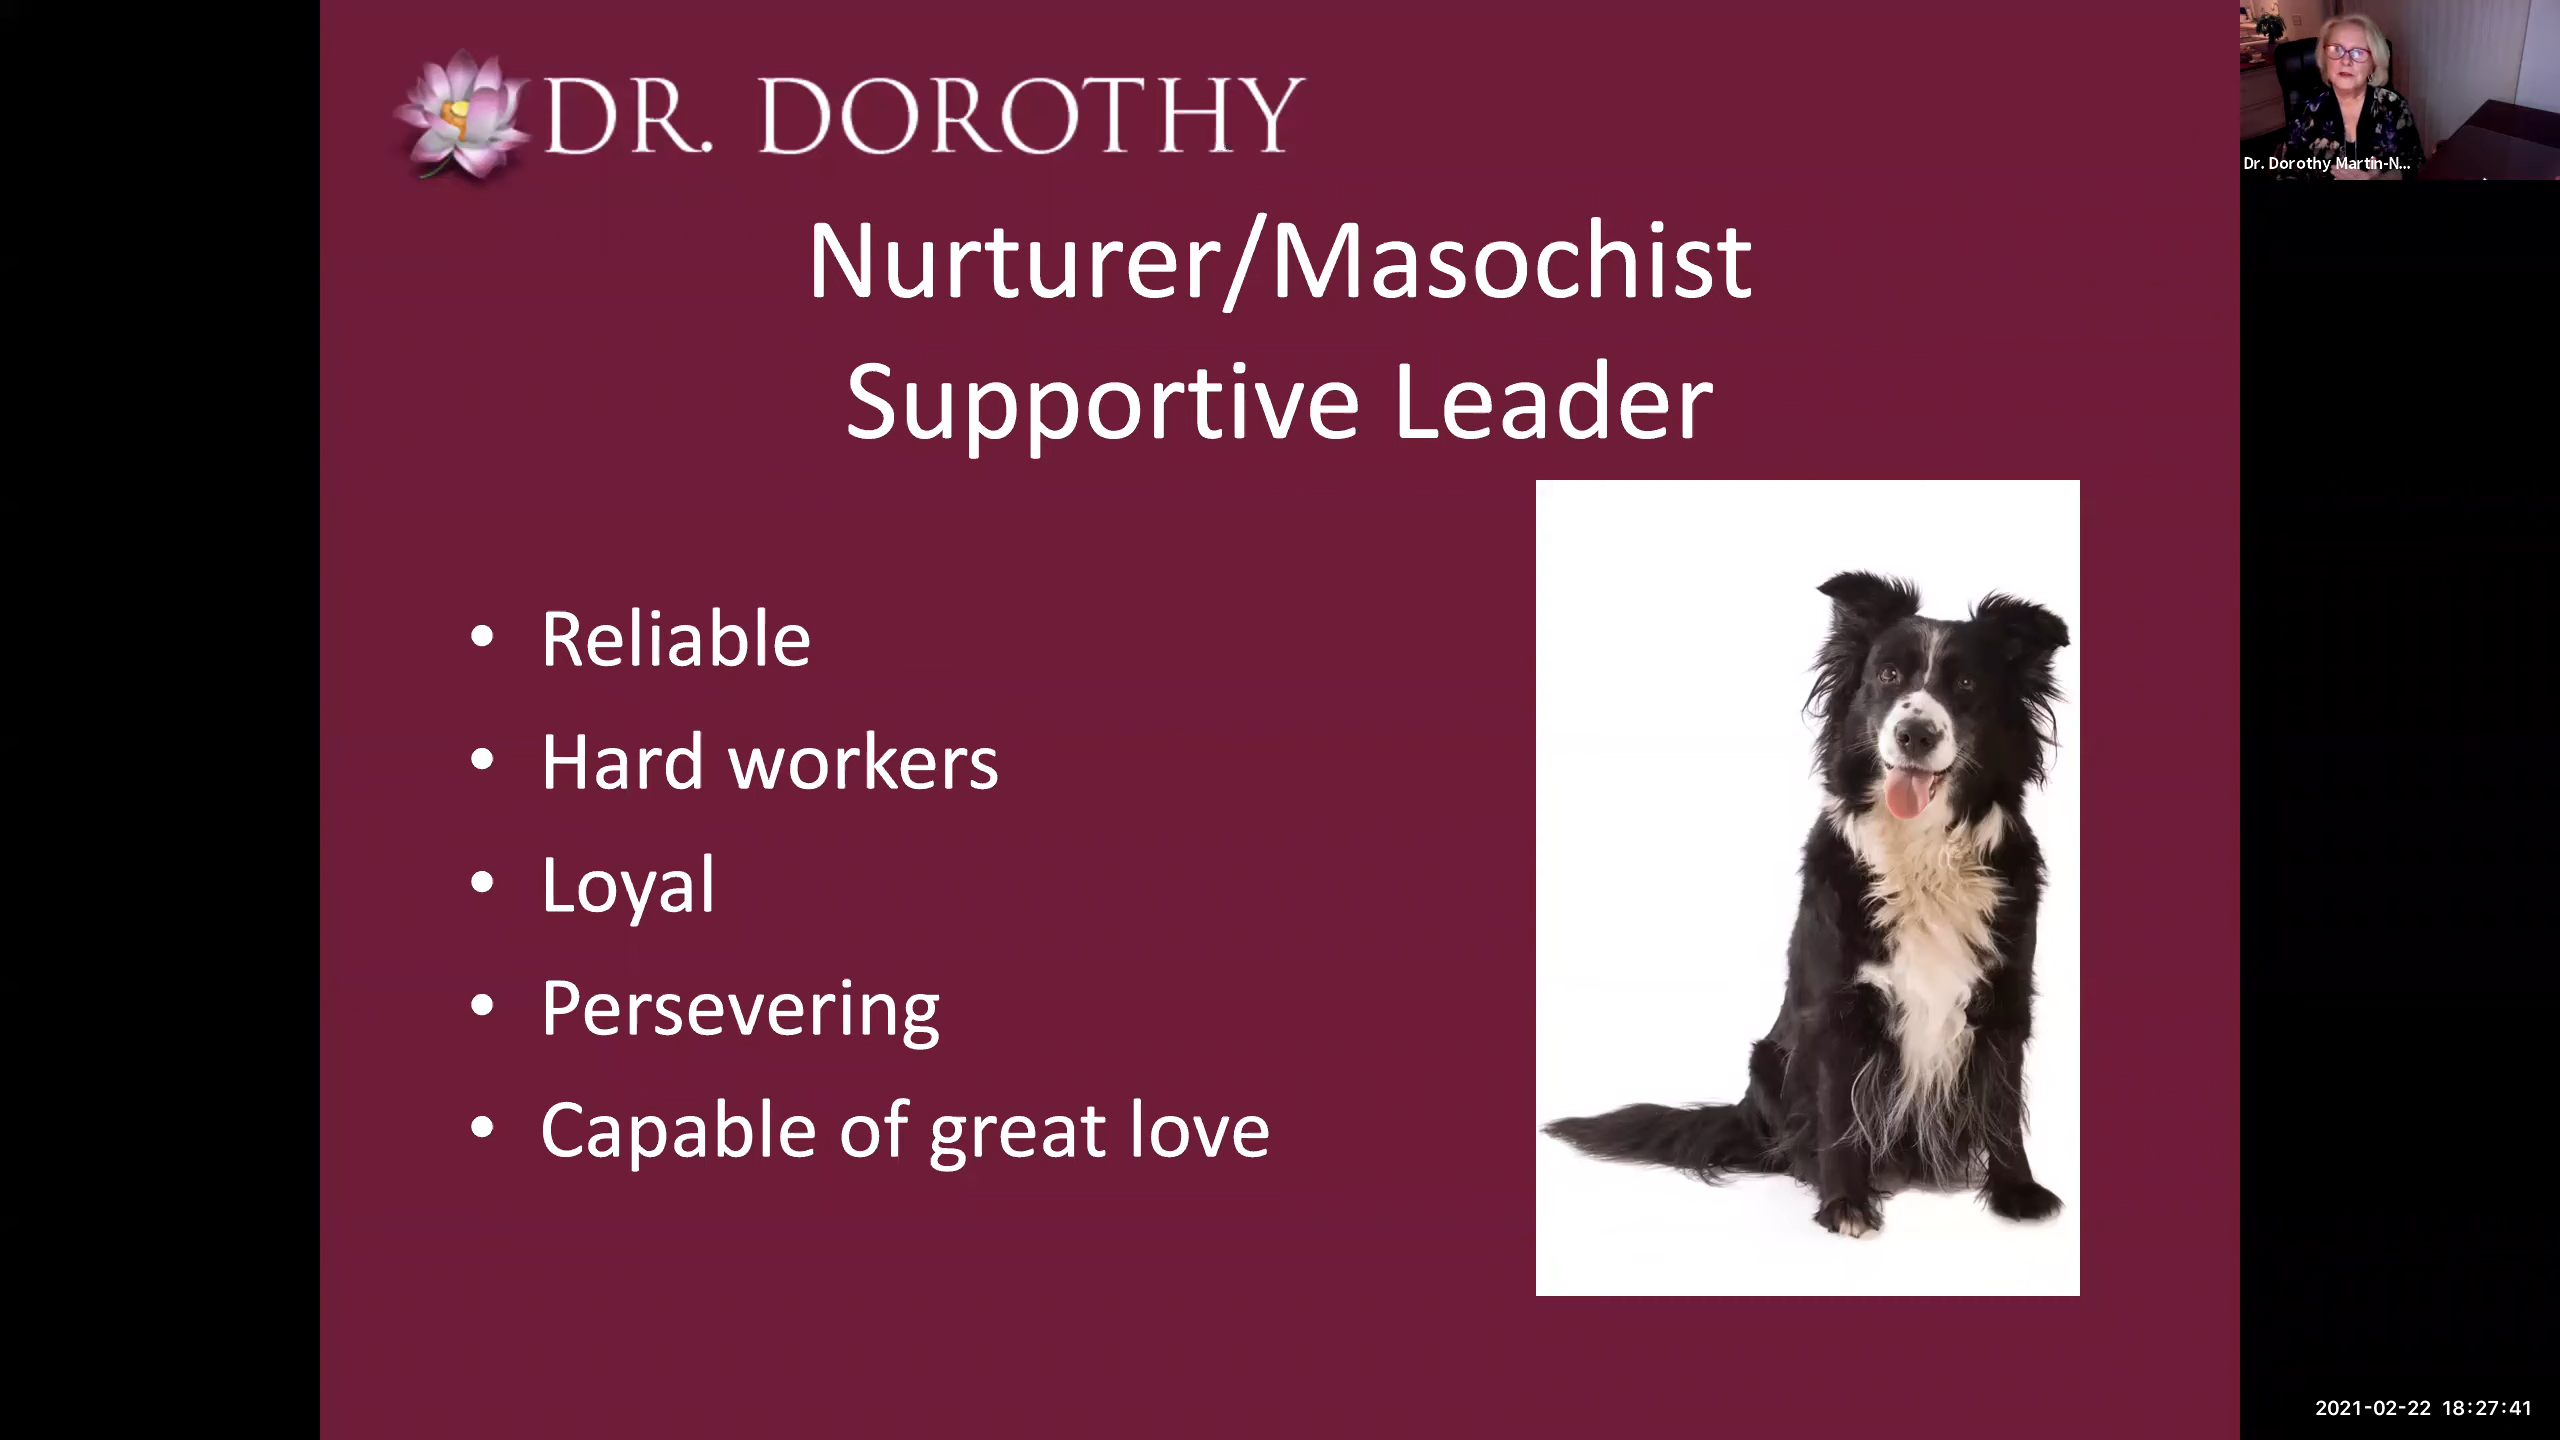 DR. DOROTHY
Dr. Dorothy Martin-N...
Nurturer/Masochist
Supportive Leader
• Reliable
• Hard workers
• Loyal
• Persevering
• Capable of great love
2021-02-22 18:27:41